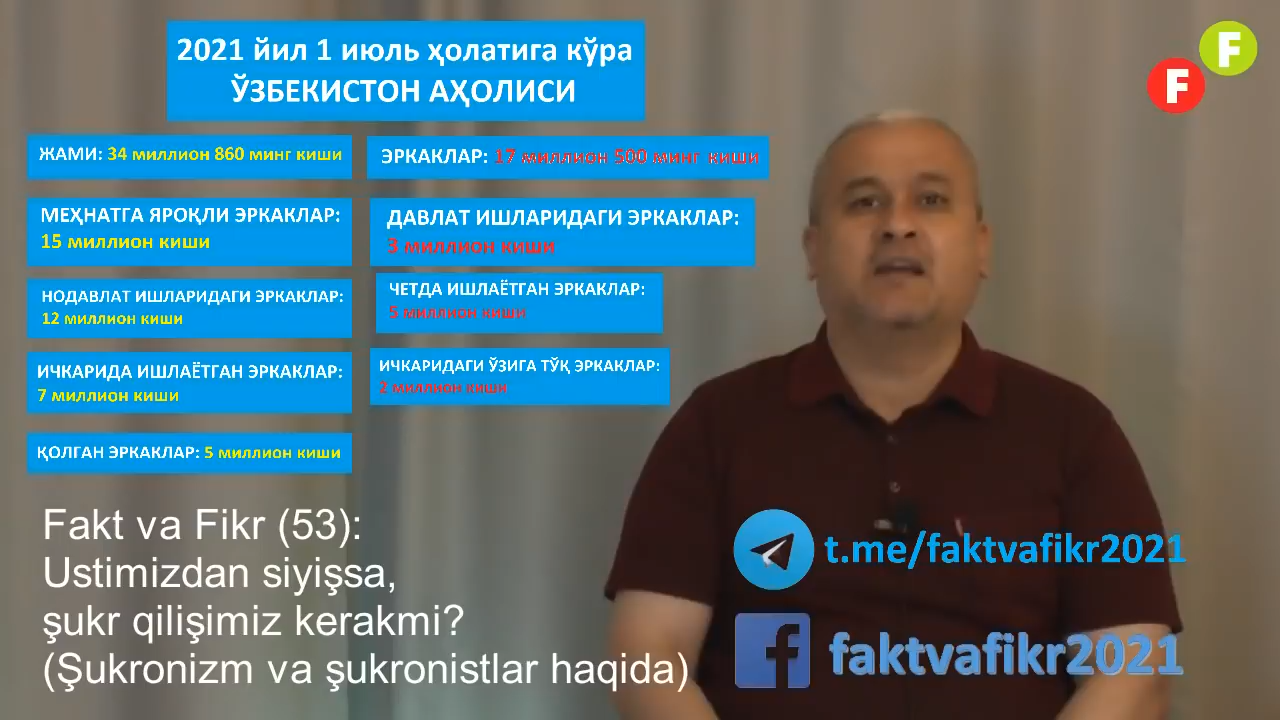 2021 йил 1 июль ҳолатига кўра
ЎЗБЕКИСТОН АҲОЛИСИ
ЖАМИ: 34 миллион 860 минг киши
ЭРКАКЛАР: 17 миллион 500 минг киши
МЕҲНАТГА ЯРОҚЛИ ЭРКАКЛАР:
15 миллион киши
ДАВЛАТ ИШЛАРИДАГИ ЭРКАКЛАР:
3 миллион киши
НОДАВЛАТ ИШЛАРИДАГИ ЭРКАКЛАР:
12 миллион киши
ЧЕТДА ИШЛАЁТГАН ЭРКАКЛАР:
5 миллион киши
ИЧКАРИДА ИШЛАЁТГАН ЭРКАКЛАР:
7 миллион киши
ИЧКАРИДАГИ ЎЗИГА ТЎҚ ЭРКАКЛАР:
2 миллион киши
ҚОЛГАН ЭРКАКЛАР: 5 миллион киши
Fakt va Fikr (53):
Ustimizdan siyişsa,
şukr qilişimiz kerakmi?
(Şukronizm va şukronistlar haqida)
t.me/faktvafikr2021
faktvafikr2021
F
F